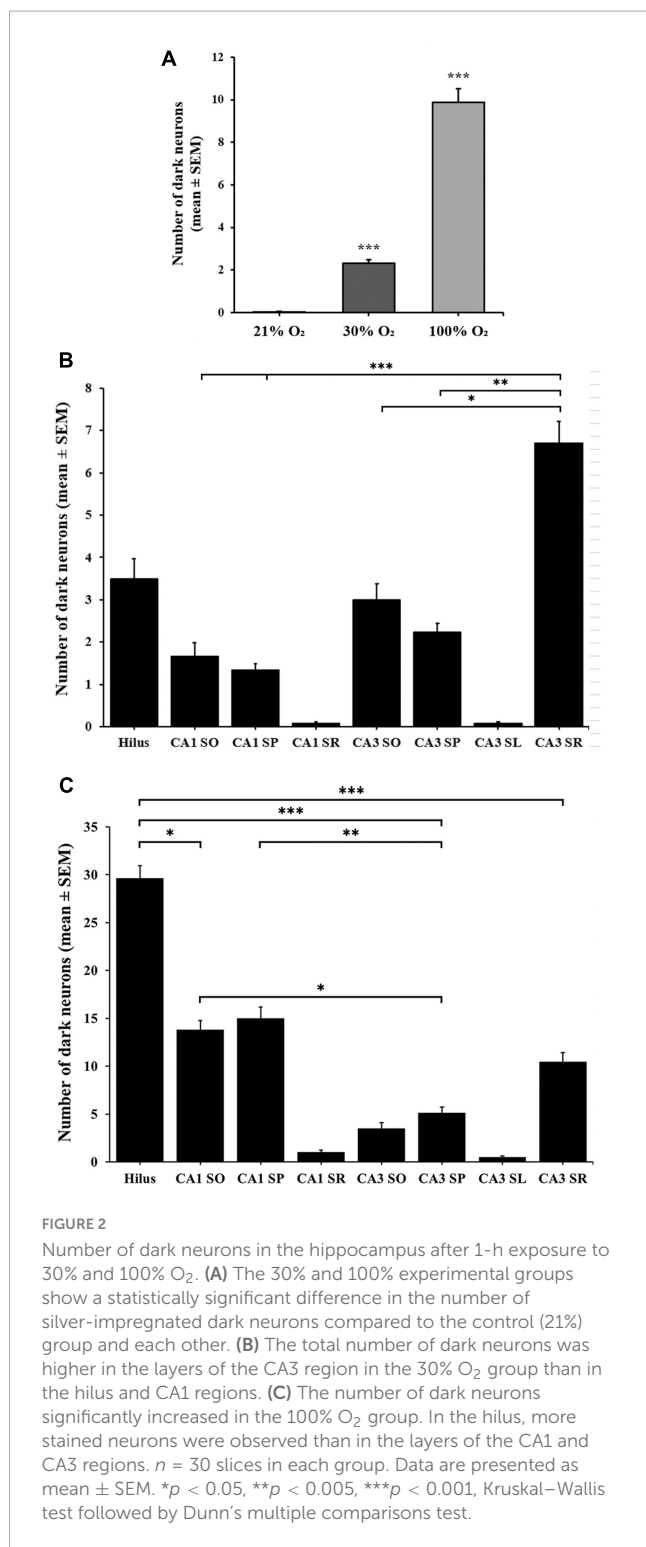 A
Number of dark neurons
(mean ± SEM)
12
10
8
6
4
2
0
***
***
21% O₂ 30% O₂ 100% O₂
B
Number of dark neurons (mean ± SEM)
8
7
6
5
4
3
2
1
0
***
**
*
Hilus CA1 SO CA1 SP CA1 SR CA3 SO CA3 SP CA3 SL CA3 SR
C
Number of dark neurons (mean ± SEM)
35
30
25
20
15
10
5
0
***
***
* **
*
Hilus CA1 SO CA1 SP CA1 SR CA3 SO CA3 SP CA3 SL CA3 SR
FIGURE 2
Number of dark neurons in the hippocampus after 1-h exposure to
30% and 100% O₂. (A) The 30% and 100% experimental groups
show a statistically significant difference in the number of
silver-impregnated dark neurons compared to the control (21%)
group and each other. (B) The total number of dark neurons was
higher in the layers of the CA3 region in the 30% O₂ group than in
the hilus and CA1 regions. (C) The number of dark neurons
significantly increased in the 100% O₂ group. In the hilus, more
stained neurons were observed than in the layers of the CA1 and
CA3 regions. n = 30 slices in each group. Data are presented as
mean ± SEM. *p < 0.05, **p < 0.005, ***p < 0.001, Kruskal–Wallis
test followed by Dunn's multiple comparisons test.